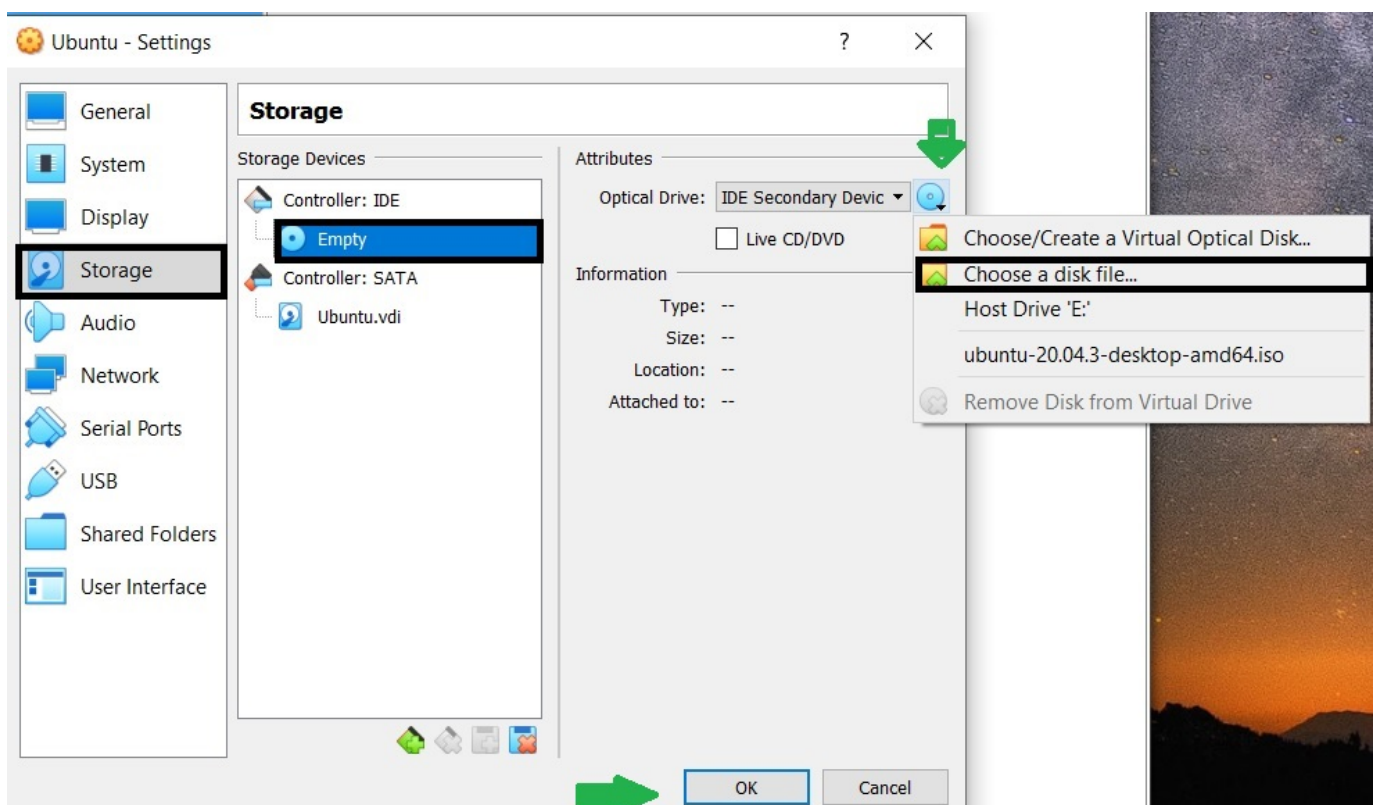 Ubuntu - Settings
?
General
System
Display
Storage
Audio
Network
Serial Ports
USB
Shared Folders
User Interface
Storage
Storage Devices
Controller: IDE
Empty
Controller: SATA
Ubuntu.vdi
Attributes
Optical Drive: IDE Secondary Devic
Live CD/DVD
Information
Type: --
Size: --
Location: --
Attached to: --
Choose/Create a Virtual Optical Disk...
Choose a disk file...
Host Drive 'E:'
ubuntu-20.04.3-desktop-amd64.iso
Remove Disk from Virtual Drive
OK
Cancel